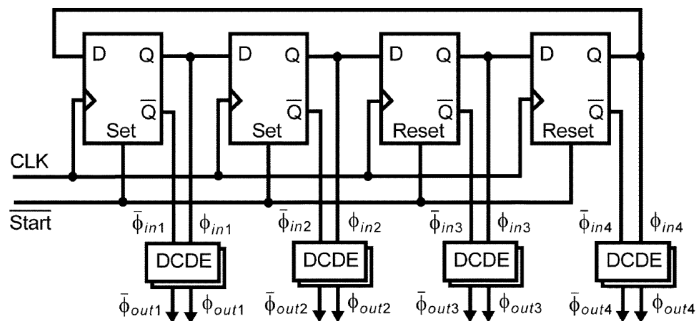 D Q D Q D Q D Q
Q̅ Q̅ Q̅ Q̅
Set Set Reset Reset
CLK
S̅t̅a̅r̅t̅
ϕ̅in1 ϕin1 ϕ̅in2 ϕin2 ϕ̅in3 ϕin3 ϕ̅in4 ϕin4
DCDE DCDE DCDE DCDE
ϕ̅out1 ϕout1 ϕ̅out2 ϕout2 ϕ̅out3 ϕout3 ϕ̅out4 ϕout4